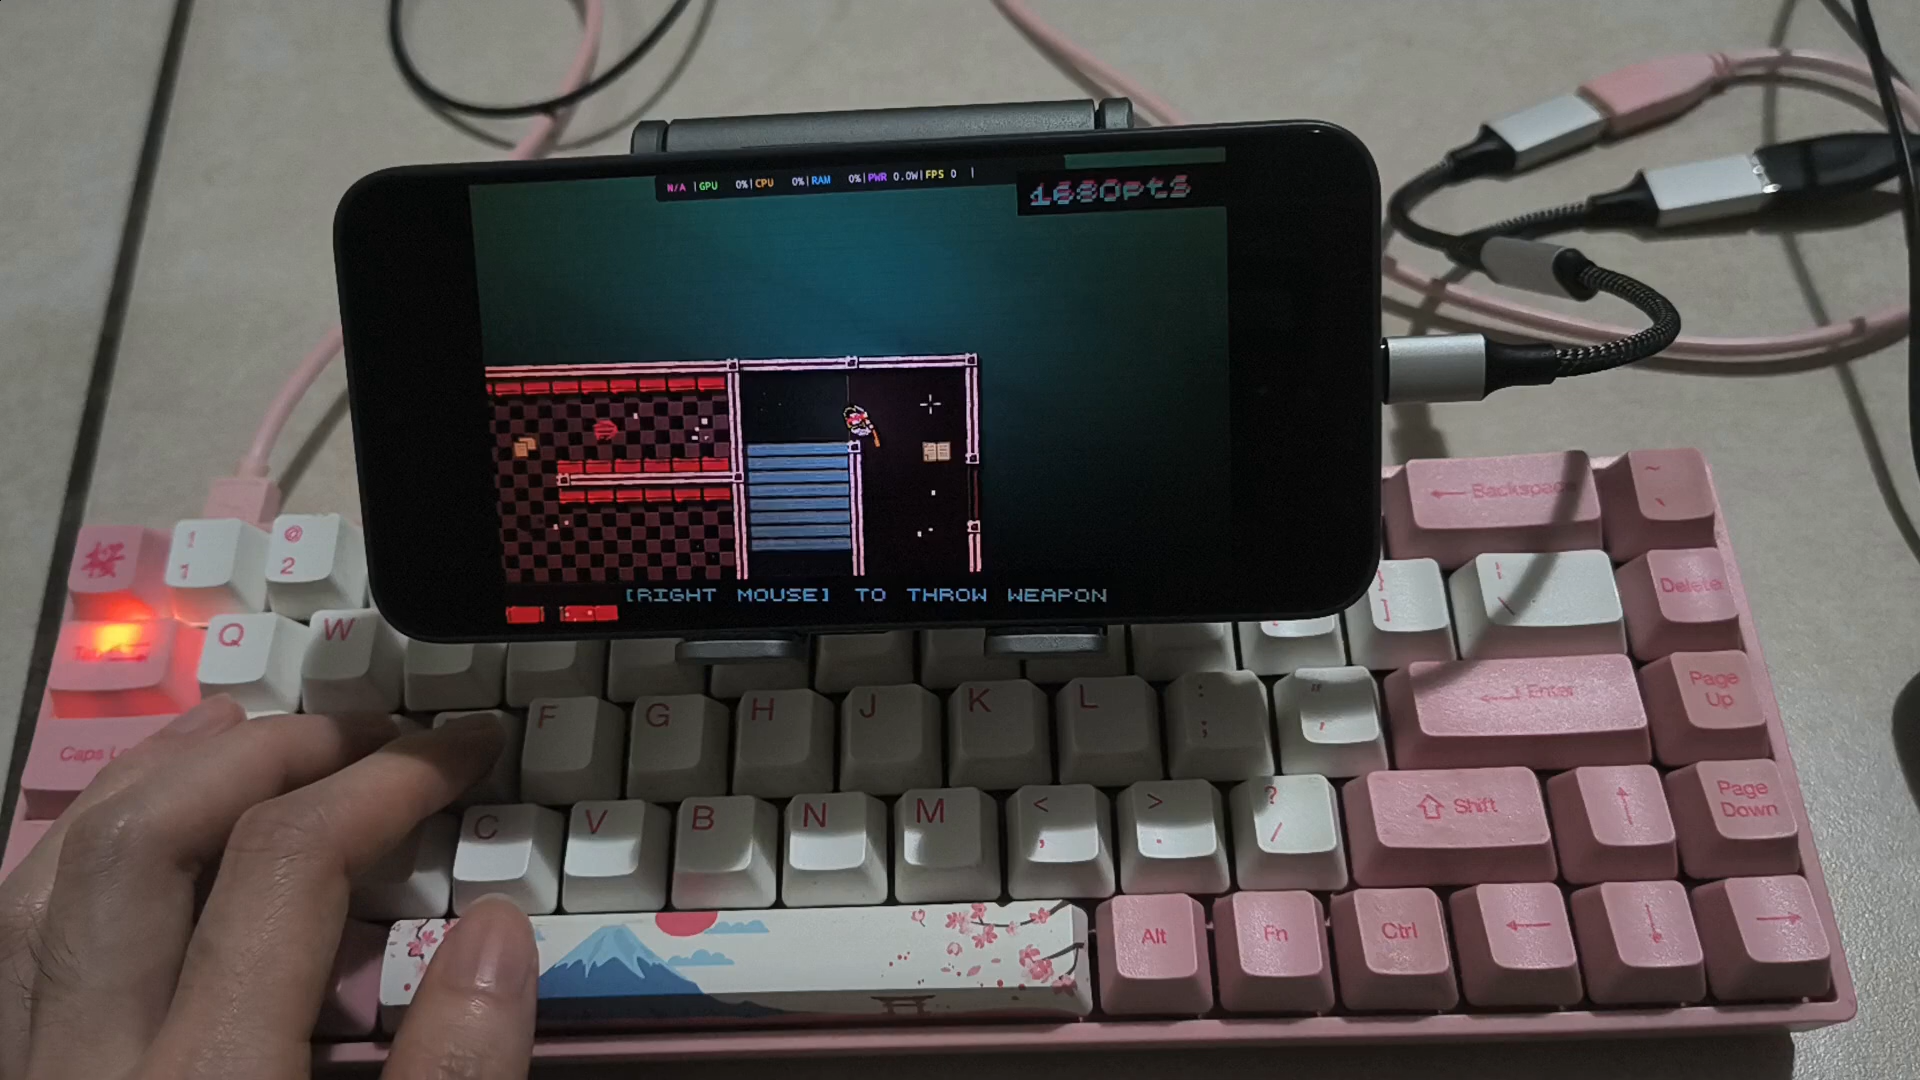 N/A | GPU 0% | CPU 0% | RAM 0% | PWR 0.0W | FPS 0 |
1680pts
[RIGHT MOUSE] TO THROW WEAPON
← Backspace
~
`
桜
1
@
2
}
]
|
\
Delete
Q
W
Caps
F
G
H
J
K
L
:
;
"
,
← Enter
Page
Up
C
V
B
N
M
<
,
>
.
?
/
Shift
↑
Page
Down
Alt
Fn
Ctrl
←
↓
→